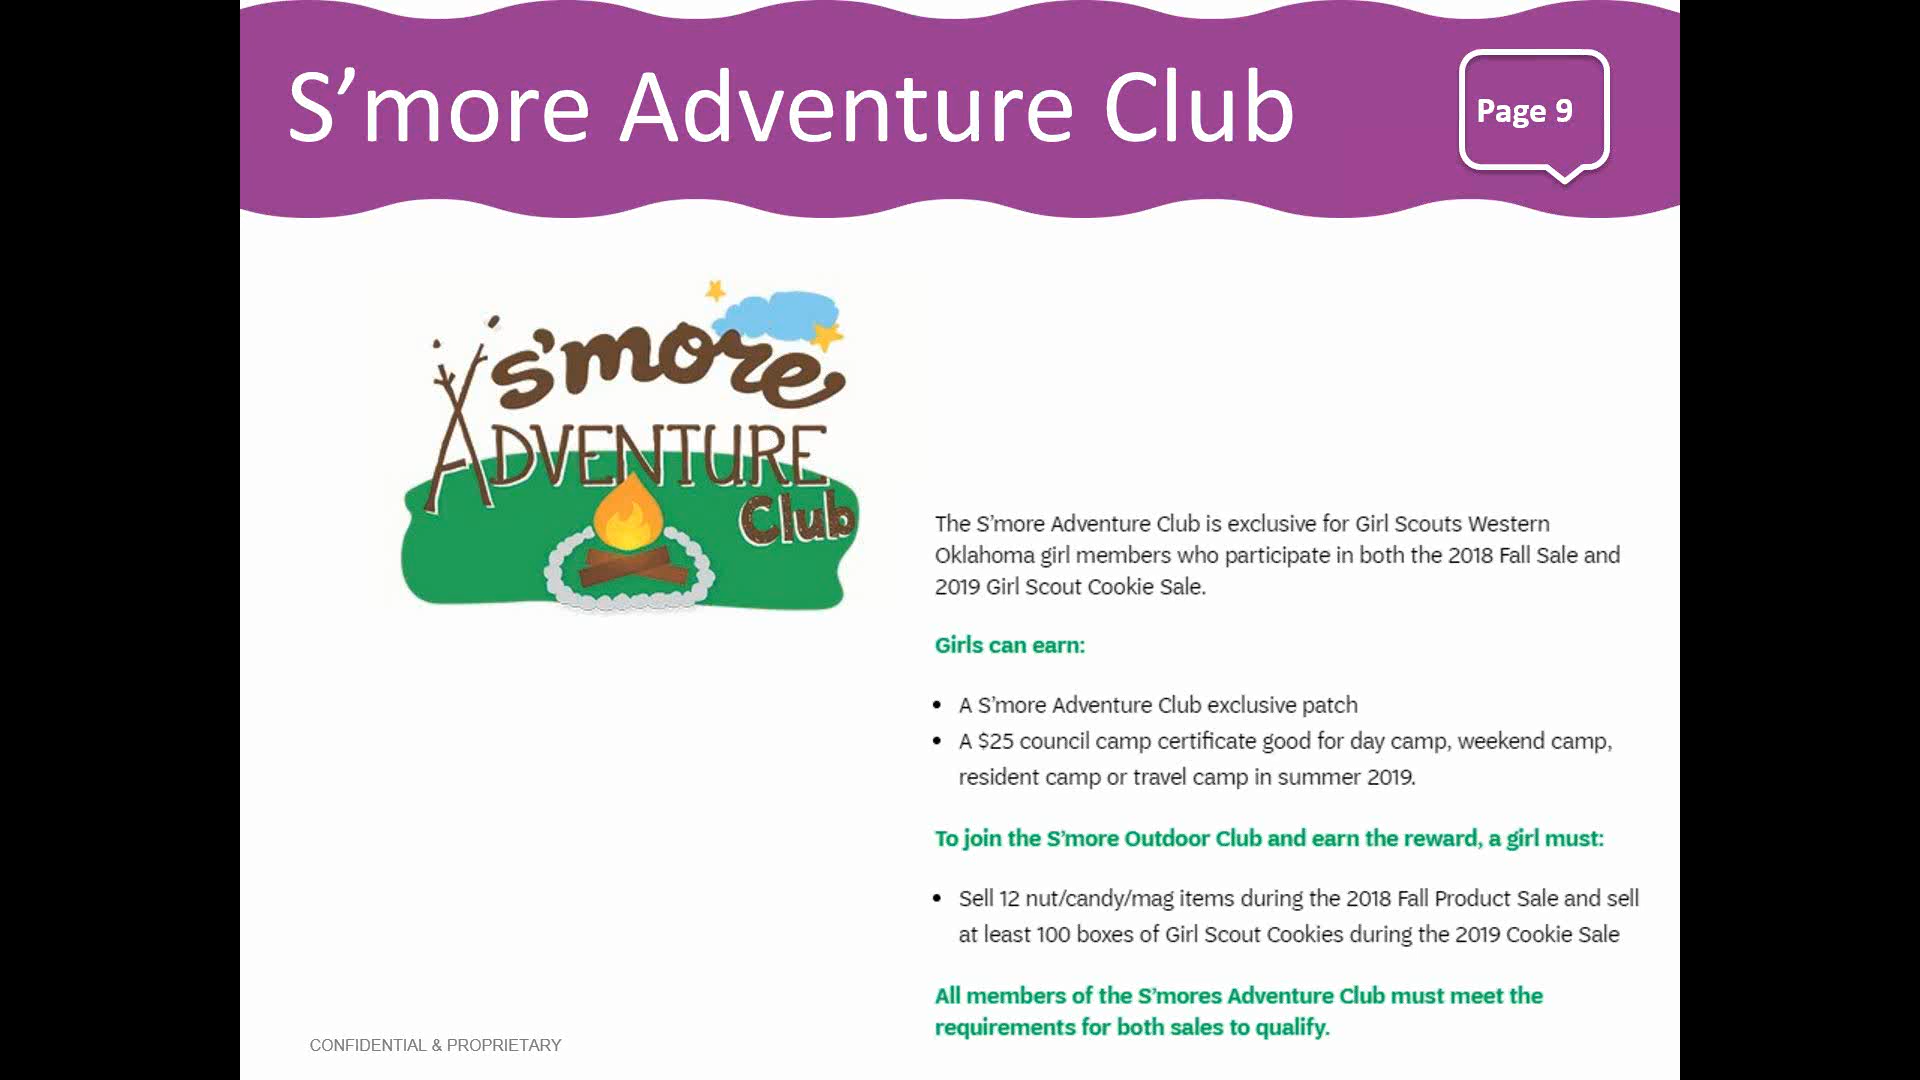 S’more Adventure Club
Page 9
s’more
ADVENTURE
Club
The S’more Adventure Club is exclusive for Girl Scouts Western
Oklahoma girl members who participate in both the 2018 Fall Sale and
2019 Girl Scout Cookie Sale.
Girls can earn:
• A S’more Adventure Club exclusive patch
• A $25 council camp certificate good for day camp, weekend camp,
resident camp or travel camp in summer 2019.
To join the S’more Outdoor Club and earn the reward, a girl must:
• Sell 12 nut/candy/mag items during the 2018 Fall Product Sale and sell
at least 100 boxes of Girl Scout Cookies during the 2019 Cookie Sale
All members of the S’mores Adventure Club must meet the
requirements for both sales to qualify.
CONFIDENTIAL & PROPRIETARY